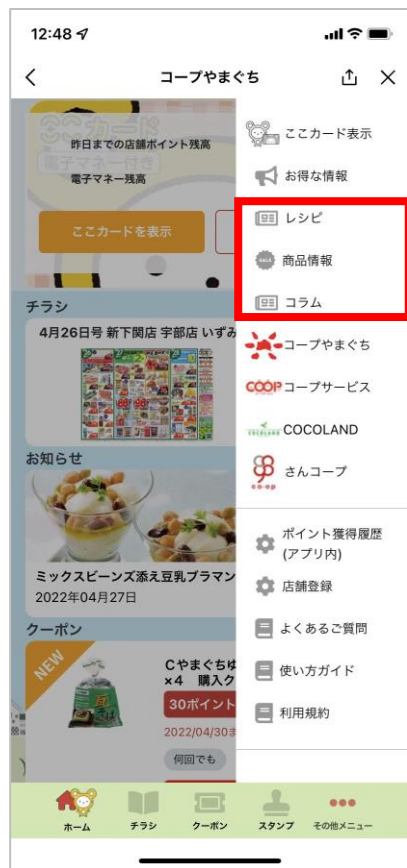 12:48
コープやまぐち
ここカード
電子マネー付き
昨日までの店舗ポイント残高
電子マネー残高
ここカードを表示
チラシ
4月26日号 新下関店 宇部店 いずみ
お知らせ
ミックスビーンズ添え豆乳ブラマン
2022年04月27日
クーポン
NEW
Cやまぐちゆ
×4 購入ク
30ポイント
2022/04/30ま
何回でも
ここカード表示
お得な情報
レシピ
SALE 商品情報
コラム
コープやまぐち
COOP コープサービス
COCOLAND COCOLAND
co-op さんコープ
ポイント獲得履歴
(アプリ内)
店舗登録
よくあるご質問
使い方ガイド
利用規約
ホーム チラシ クーポン スタンプ その他メニュー